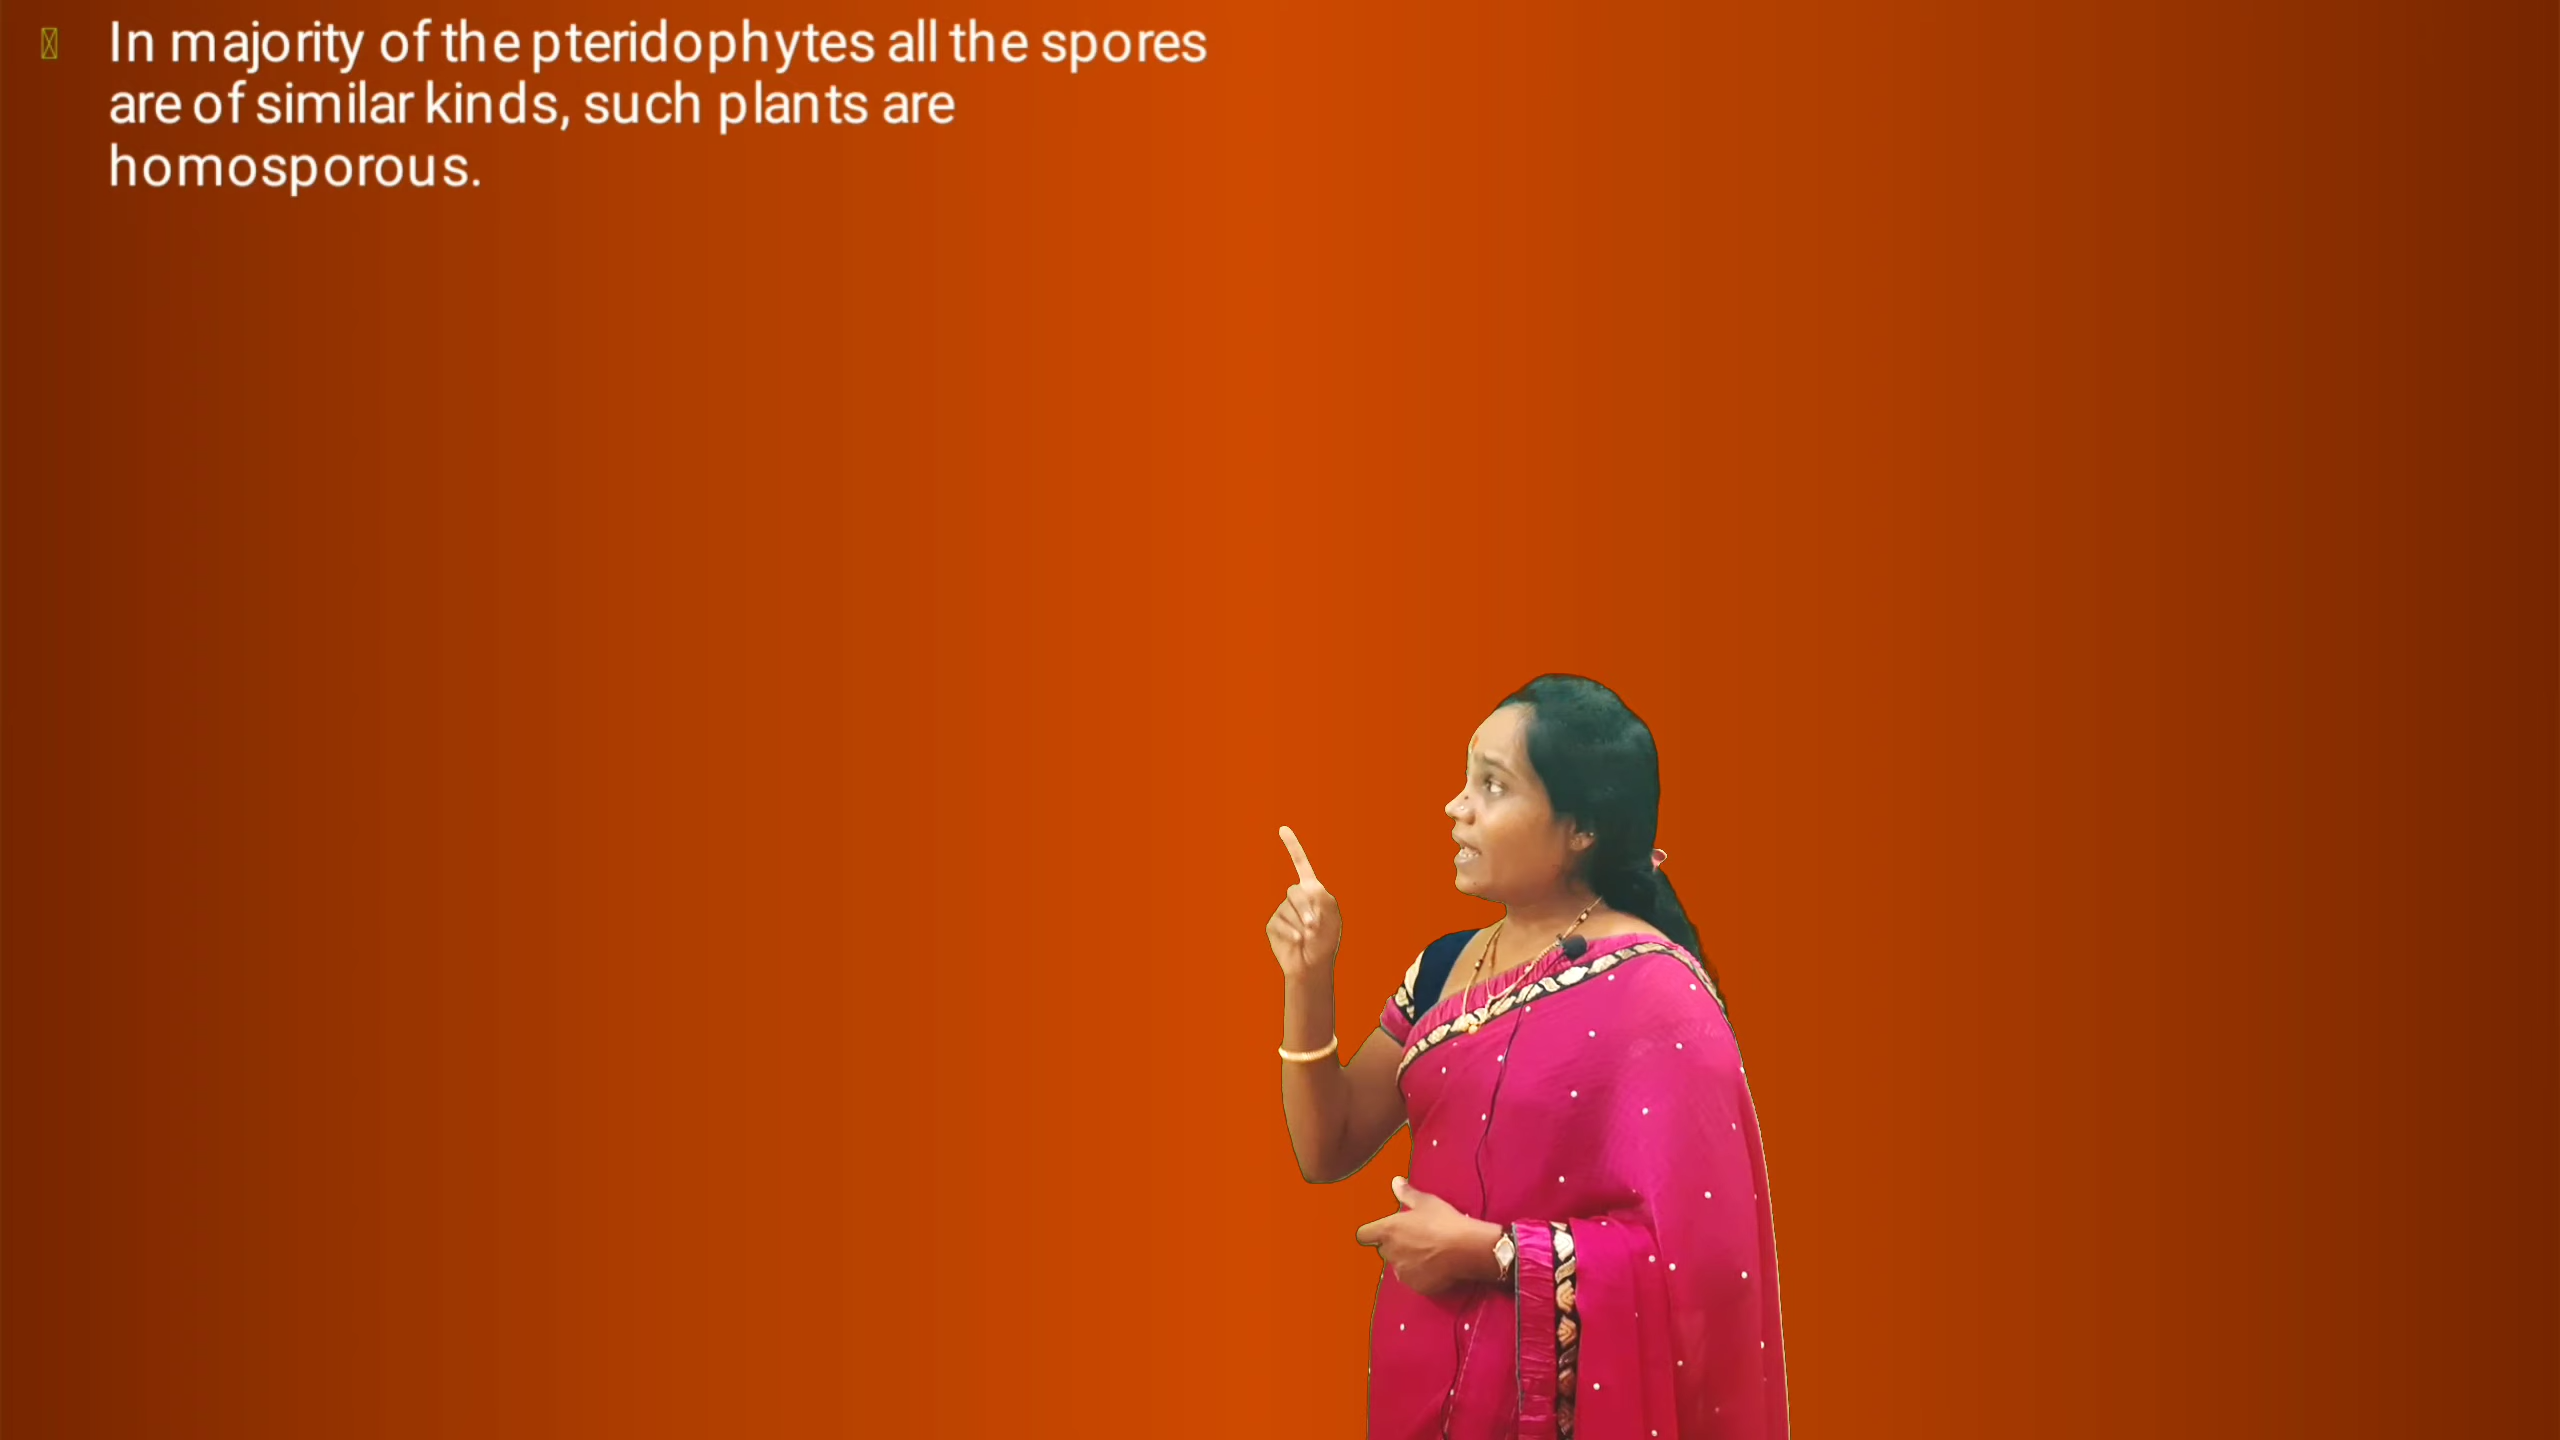 In majority of the pteridophytes all the spores
are of similar kinds, such plants are
homosporous.